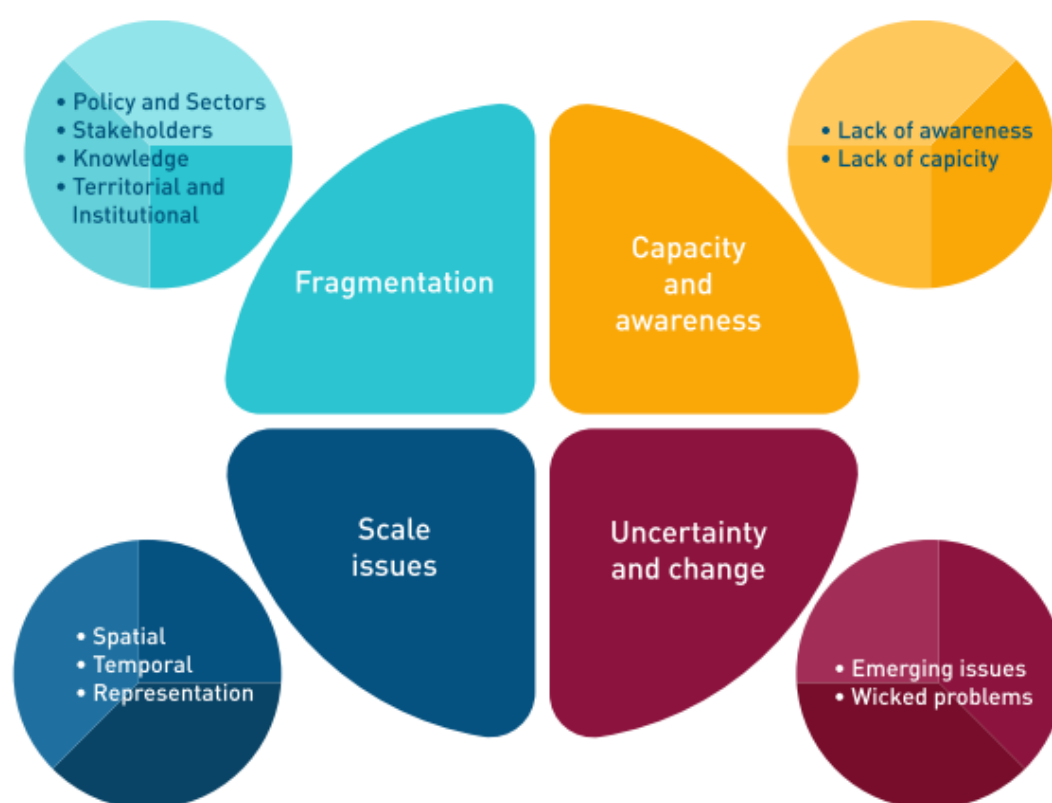 • Policy and Sectors
• Stakeholders
• Knowledge
• Territorial and
Institutional
• Lack of awareness
• Lack of capicity
Fragmentation
Capacity
and
awareness
Scale
issues
Uncertainty
and change
• Spatial
• Temporal
• Representation
• Emerging issues
• Wicked problems